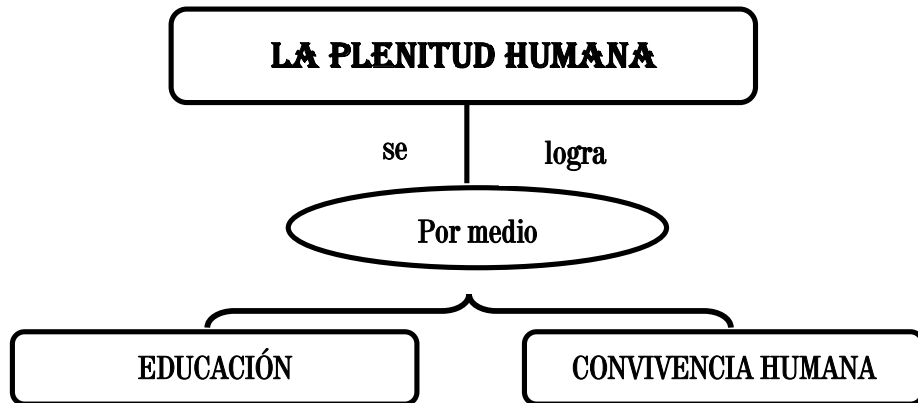 LA PLENITUD HUMANA
se logra
Por medio
EDUCACIÓN
CONVIVENCIA HUMANA